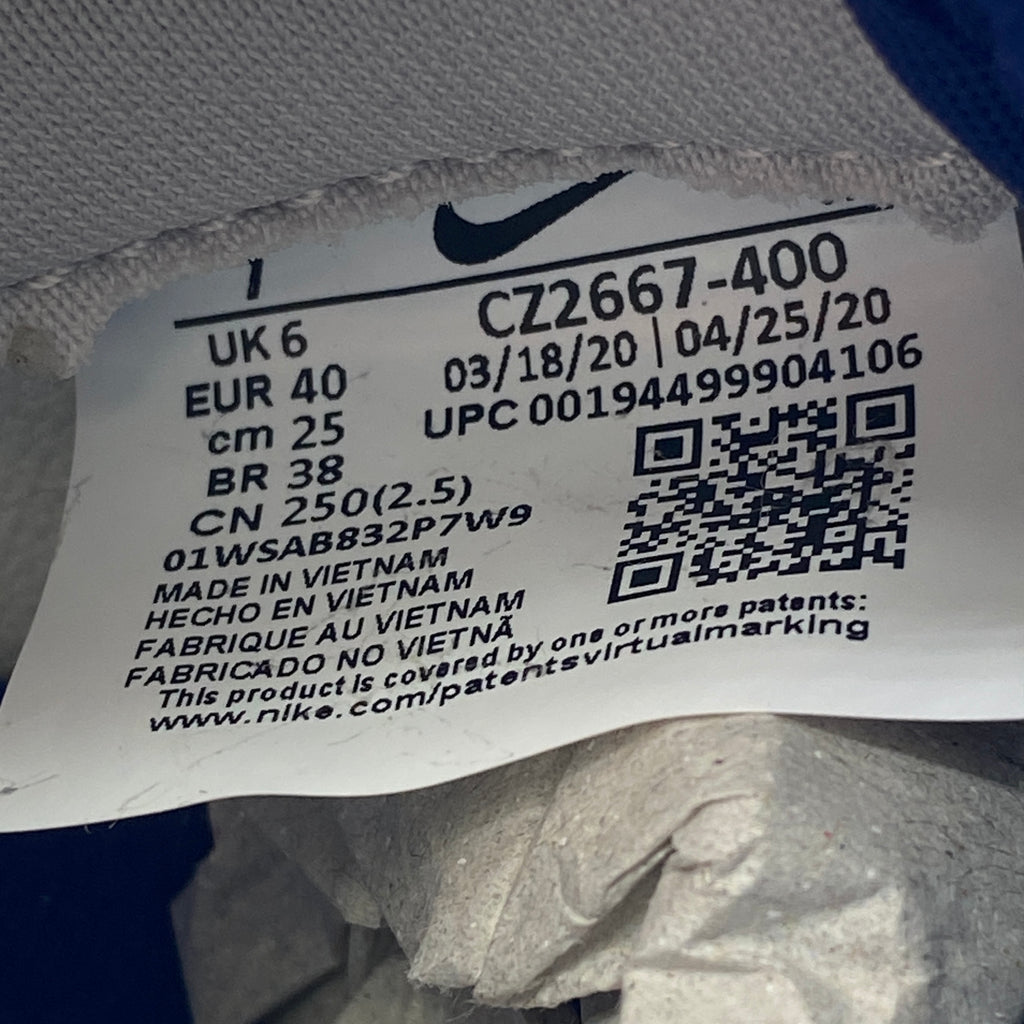 UK 6
EUR 40
cm 25
BR 38
CN 250(2.5)
CZ2667-400
03/18/20 | 04/25/20
UPC 00194499904106
01WSAB832P7W9
MADE IN VIETNAM
HECHO EN VIETNAM
FABRIQUE AU VIETNAM
FABRICADO NO VIETNÃ
This product is covered by one or more patents:
www.nike.com/patentsvirtualmarking